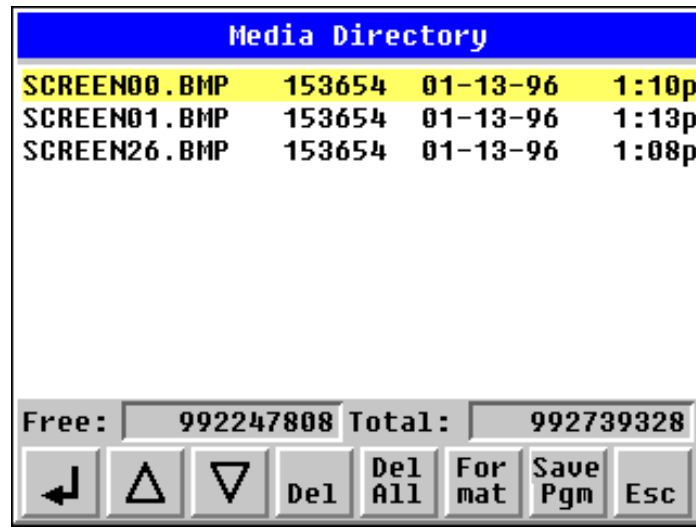 Media Directory
SCREEN00.BMP 153654 01-13-96 1:10p
SCREEN01.BMP 153654 01-13-96 1:13p
SCREEN26.BMP 153654 01-13-96 1:08p
Free: 992247808 Total: 992739328
Del Del All For mat Save Pgm Esc